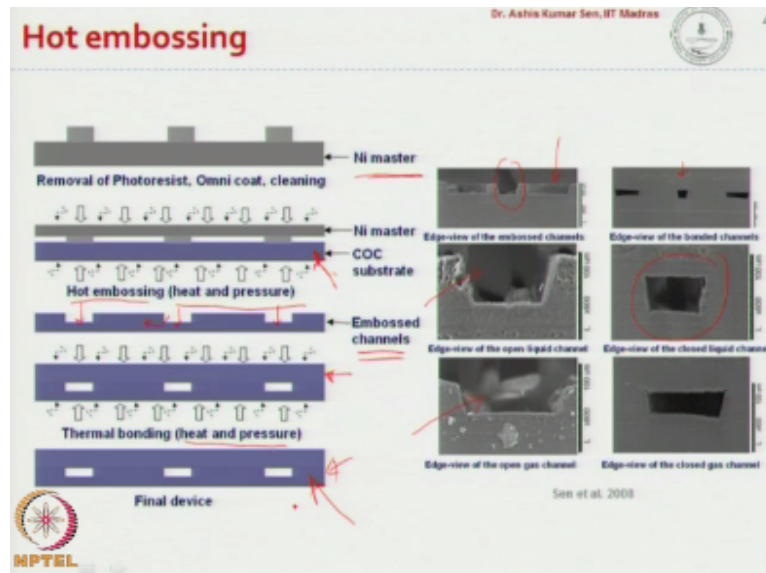 Dr. Ashis Kumar Sen, IIT Madras
Hot embossing
Ni master
Removal of Photoresist, Omni coat, cleaning
Ni master
COC
substrate
Hot embossing (heat and pressure)
Embossed
channels
Thermal bonding (heat and pressure)
Final device
Edge-view of the embossed channels
Edge-view of the bonded channels
Edge-view of the open liquid channel
Edge-view of the closed liquid channe
Edge-view of the open gas channel
Edge-view of the closed gas channel
Sen et al. 2008
NPTEL